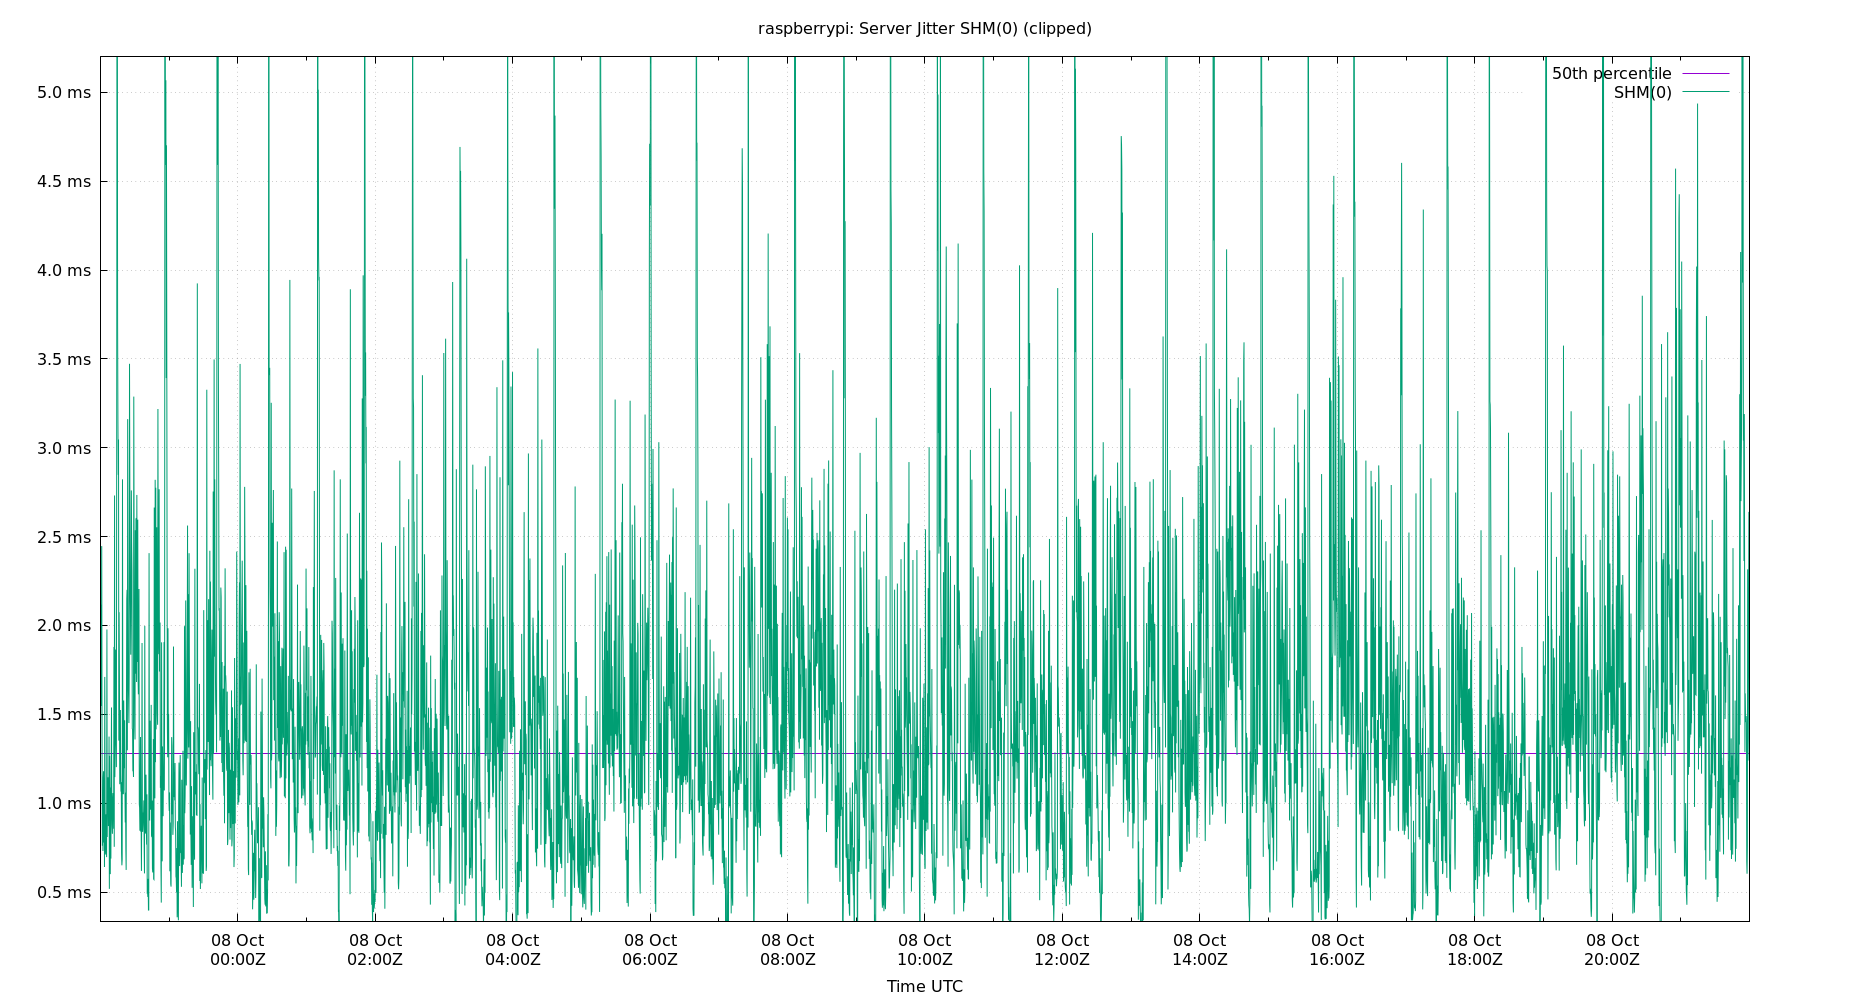 raspberrypi: Server Jitter SHM(0) (clipped)
50th percentile
SHM(0)
5.0 ms
4.5 ms
4.0 ms
3.5 ms
3.0 ms
2.5 ms
2.0 ms
1.5 ms
1.0 ms
0.5 ms
08 Oct 08 Oct 08 Oct 08 Oct 08 Oct 08 Oct 08 Oct 08 Oct 08 Oct 08 Oct 08 Oct
00:00Z 02:00Z 04:00Z 06:00Z 08:00Z 10:00Z 12:00Z 14:00Z 16:00Z 18:00Z 20:00Z
Time UTC